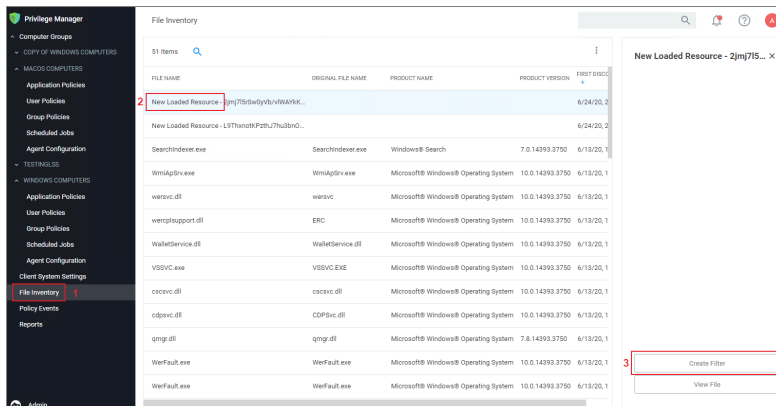 Privilege Manager
File Inventory
Computer Groups
COPY OF WINDOWS COMPUTERS
MACOS COMPUTERS
Application Policies
User Policies
Group Policies
Scheduled Jobs
Agent Configuration
TESTINGLSS
WINDOWS COMPUTERS
Application Policies
User Policies
Group Policies
Scheduled Jobs
Agent Configuration
Client System Settings
File Inventory 1
Policy Events
Reports
Admin
51 Items
FILE NAME ORIGINAL FILE NAME PRODUCT NAME PRODUCT VERSION FIRST DISCO
2 New Loaded Resource - 6/24/20, 2
New Loaded Resource - L9ThxnotKPzthJ7hu3bnO... 6/24/20, 2
SearchIndexer.exe SearchIndexer.exe Windows® Search 7.0.14393.3750 6/13/20, 1
WmiApSrv.exe WmiApSrv.exe Microsoft® Windows® Operating System 10.0.14393.3750 6/13/20, 1
wersvc.dll wersvc Microsoft® Windows® Operating System 10.0.14393.3750 6/13/20, 1
wercplsupport.dll ERC Microsoft® Windows® Operating System 10.0.14393.3750 6/13/20, 1
WalletService.dll WalletService.dll Microsoft® Windows® Operating System 10.0.14393.3750 6/13/20, 1
VSSVC.exe VSSVC.EXE Microsoft® Windows® Operating System 10.0.14393.3750 6/13/20, 1
cscsvc.dll cscsvc.dll Microsoft® Windows® Operating System 10.0.14393.3750 6/13/20, 1
cdpsvc.dll CDPSvc.dll Microsoft® Windows® Operating System 10.0.14393.3750 6/13/20, 1
qmgr.dll qmgr.dll Microsoft® Windows® Operating System 7.8.14393.3750 6/13/20, 1
WerFault.exe WerFault.exe Microsoft® Windows® Operating System 10.0.14393.3750 6/13/20, 1
WerFault.exe WerFault.exe Microsoft® Windows® Operating System 10.0.14393.3750 6/13/20, 1
New Loaded Resource - 2jmj7l5...
3 Create Filter
View File